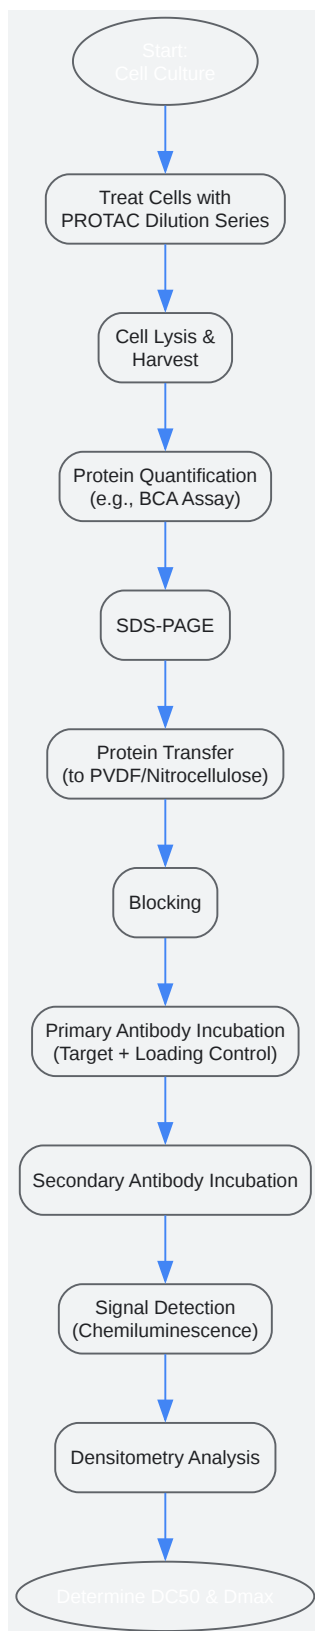 Start:
Cell Culture
Treat Cells with
PROTAC Dilution Series
Cell Lysis &
Harvest
Protein Quantification
(e.g., BCA Assay)
SDS-PAGE
Protein Transfer
(to PVDF/Nitrocellulose)
Blocking
Primary Antibody Incubation
(Target + Loading Control)
Secondary Antibody Incubation
Signal Detection
(Chemiluminescence)
Densitometry Analysis
Determine DC50 & Dmax